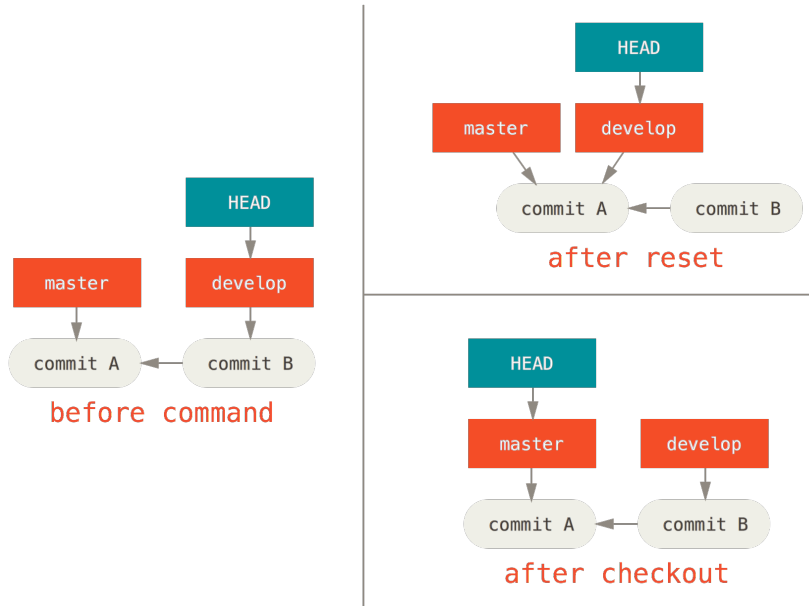 HEAD
master
develop
commit A
commit B
before command
HEAD
master
develop
commit A
commit B
after reset
HEAD
master
develop
commit A
commit B
after checkout